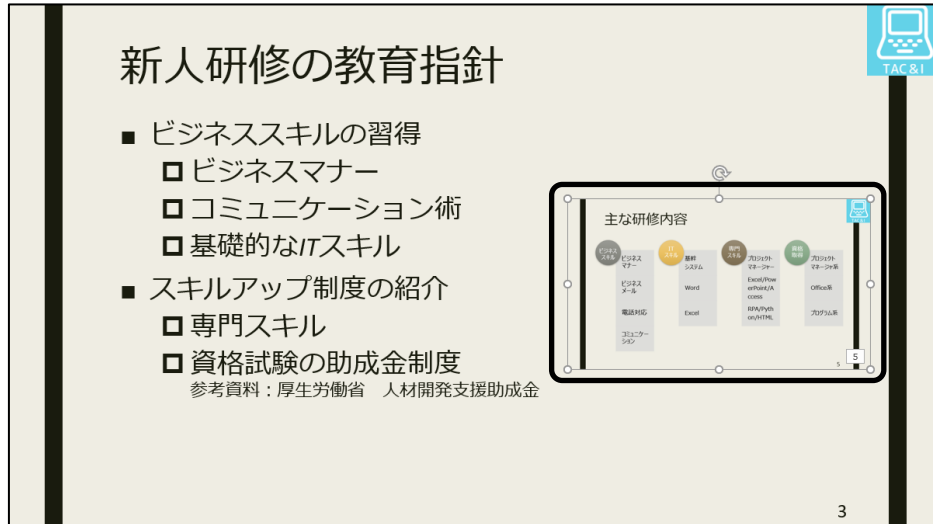 新人研修の教育指針
TAC&I
■ ビジネススキルの習得
ビジネスマナー
コミュニケーション術
基礎的なITスキル
■ スキルアップ制度の紹介
専門スキル
資格試験の助成金制度
参考資料：厚生労働省　人材開発支援助成金
主な研修内容
ビジネス
スキル
ビジネス
マナー
ビジネス
メール
電話対応
コミュニケー
ション
IT
スキル
基幹
システム
Word
Excel
専門
スキル
プロジェクト
マネージャー
Excel/Pow
erPoint/A
ccess
RPA/Pyth
on/HTML
資格
取得
プロジェクト
マネージャ系
Office系
プログラム系
5
5
3